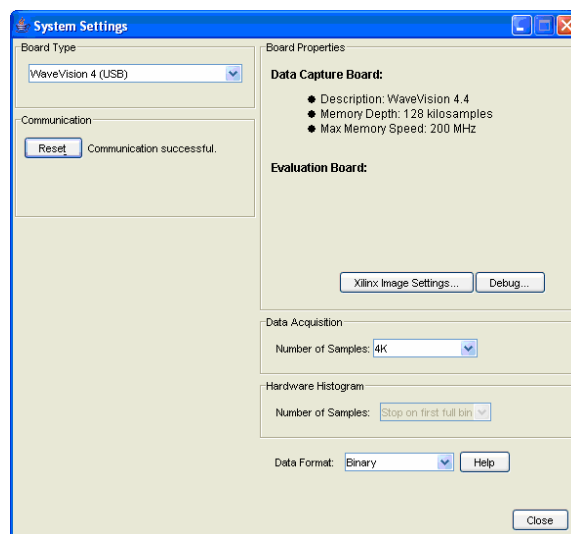 System Settings
Board Type
WaveVision 4 (USB)
Communication
Reset Communication successful.
Board Properties
Data Capture Board:
● Description: WaveVision 4.4
● Memory Depth: 128 kilosamples
● Max Memory Speed: 200 MHz
Evaluation Board:
Xilinx Image Settings... Debug...
Data Acquisition
Number of Samples: 4K
Hardware Histogram
Number of Samples: Stop on first full bin
Data Format: Binary Help
Close